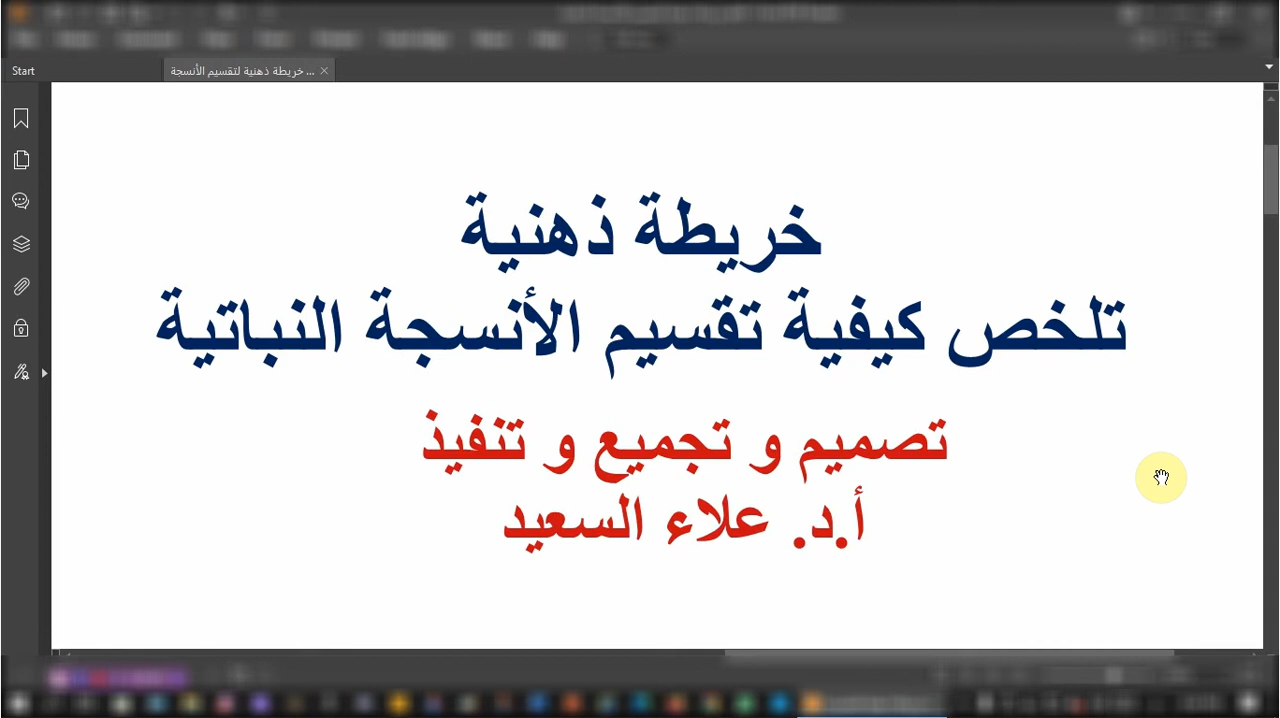 Start
خريطة ذهنية لتقسيم الأنسجة ...
خريطة ذهنية
تلخص كيفية تقسيم الأنسجة النباتية
تصميم و تجميع و تنفيذ
أ.د. علاء السعيد